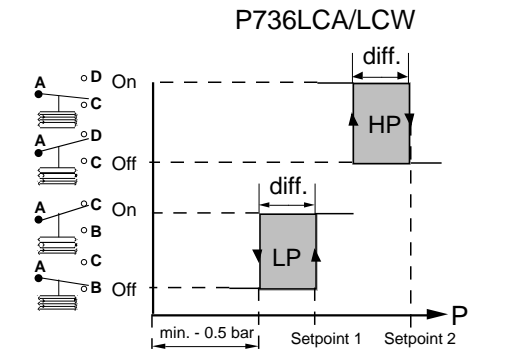 P736LCA/LCW
diff.
A D On
C
HP
A D
C Off
diff.
A C On
B
LP
A C
B Off
P
min. - 0.5 bar Setpoint 1 Setpoint 2